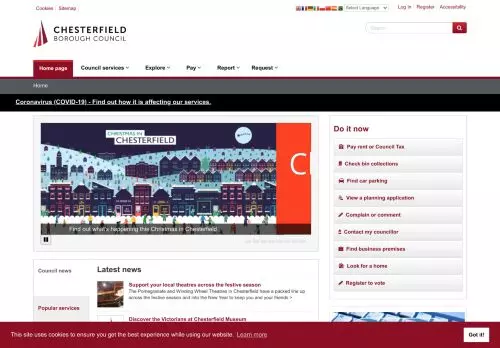 Cookies Sitemap
Select Language
Log In Register Accessibility
CHESTERFIELD
BOROUGH COUNCIL
Search
Home page Council services Explore Pay Report Request
Home
Coronavirus (COVID-19) - Find out how it is affecting our services.
CHRISTMAS IN
CHESTERFIELD
Find out what's happening this Christmas in Chesterfield
Do it now
Pay rent or Council Tax
Check bin collections
Find car parking
View a planning application
Complain or comment
Contact my councillor
Find business premises
Look for a home
Register to vote
Council news
Popular services
Latest news
Support your local theatres across the festive season
The Pomegranate and Winding Wheel Theatres in Chesterfield have a packed line up
across the festive season and into the New Year to keep you and your friends >
Discover the Victorians at Chesterfield Museum
This site uses cookies to ensure you get the best experience while using our website. Learn more
Got it!